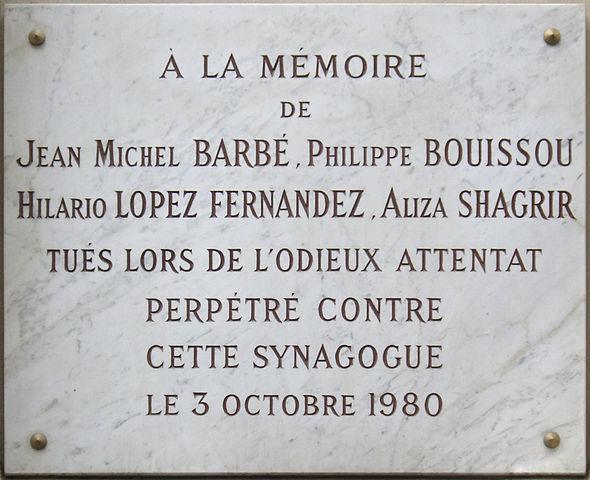 À LA MÉMOIRE
DE
JEAN MICHEL BARBÉ, PHILIPPE BOUISSOU
HILARIO LOPEZ FERNANDEZ, ALIZA SHAGRIR
TUÉS LORS DE L'ODIEUX ATTENTAT
PERPÉTRÉ CONTRE
CETTE SYNAGOGUE
LE 3 OCTOBRE 1980